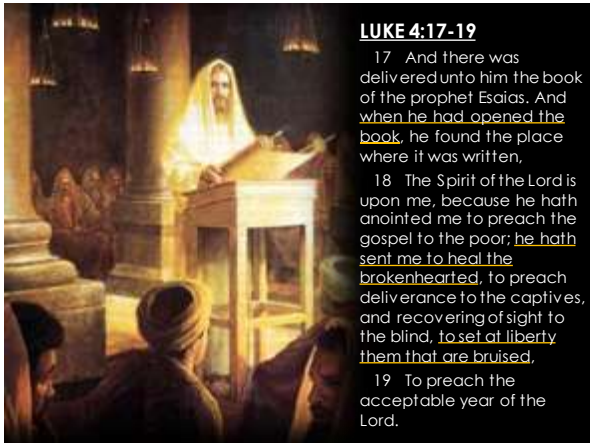 LUKE 4:17-19
17 And there was
delivered unto him the book
of the prophet Esaias. And
when he had opened the
book, he found the place
where it was written,
18 The Spirit of the Lord is
upon me, because he hath
anointed me to preach the
gospel to the poor; he hath
sent me to heal the
brokenhearted, to preach
deliverance to the captives,
and recovering of sight to
the blind, to set at liberty
them that are bruised,
19 To preach the
acceptable year of the
Lord.